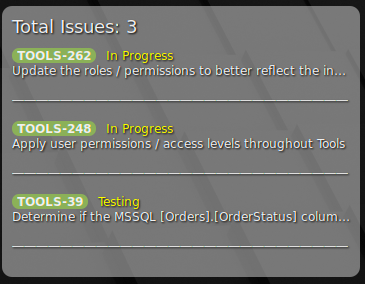 Total Issues: 3
TOOLS-262 In Progress
Update the roles / permissions to better reflect the in...
TOOLS-248 In Progress
Apply user permissions / access levels throughout Tools
TOOLS-39 Testing
Determine if the MSSQL [Orders].[OrderStatus] colum...